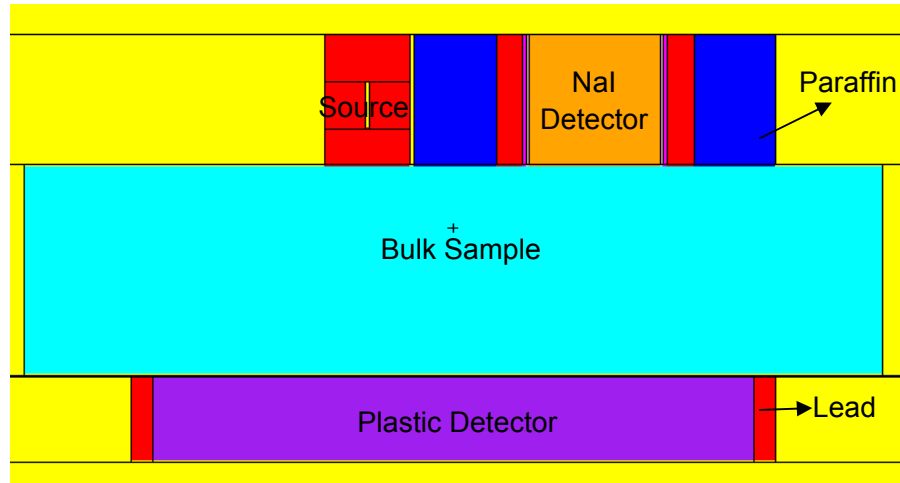 Source
NaI
Detector
Paraffin
Bulk Sample
Plastic Detector
Lead